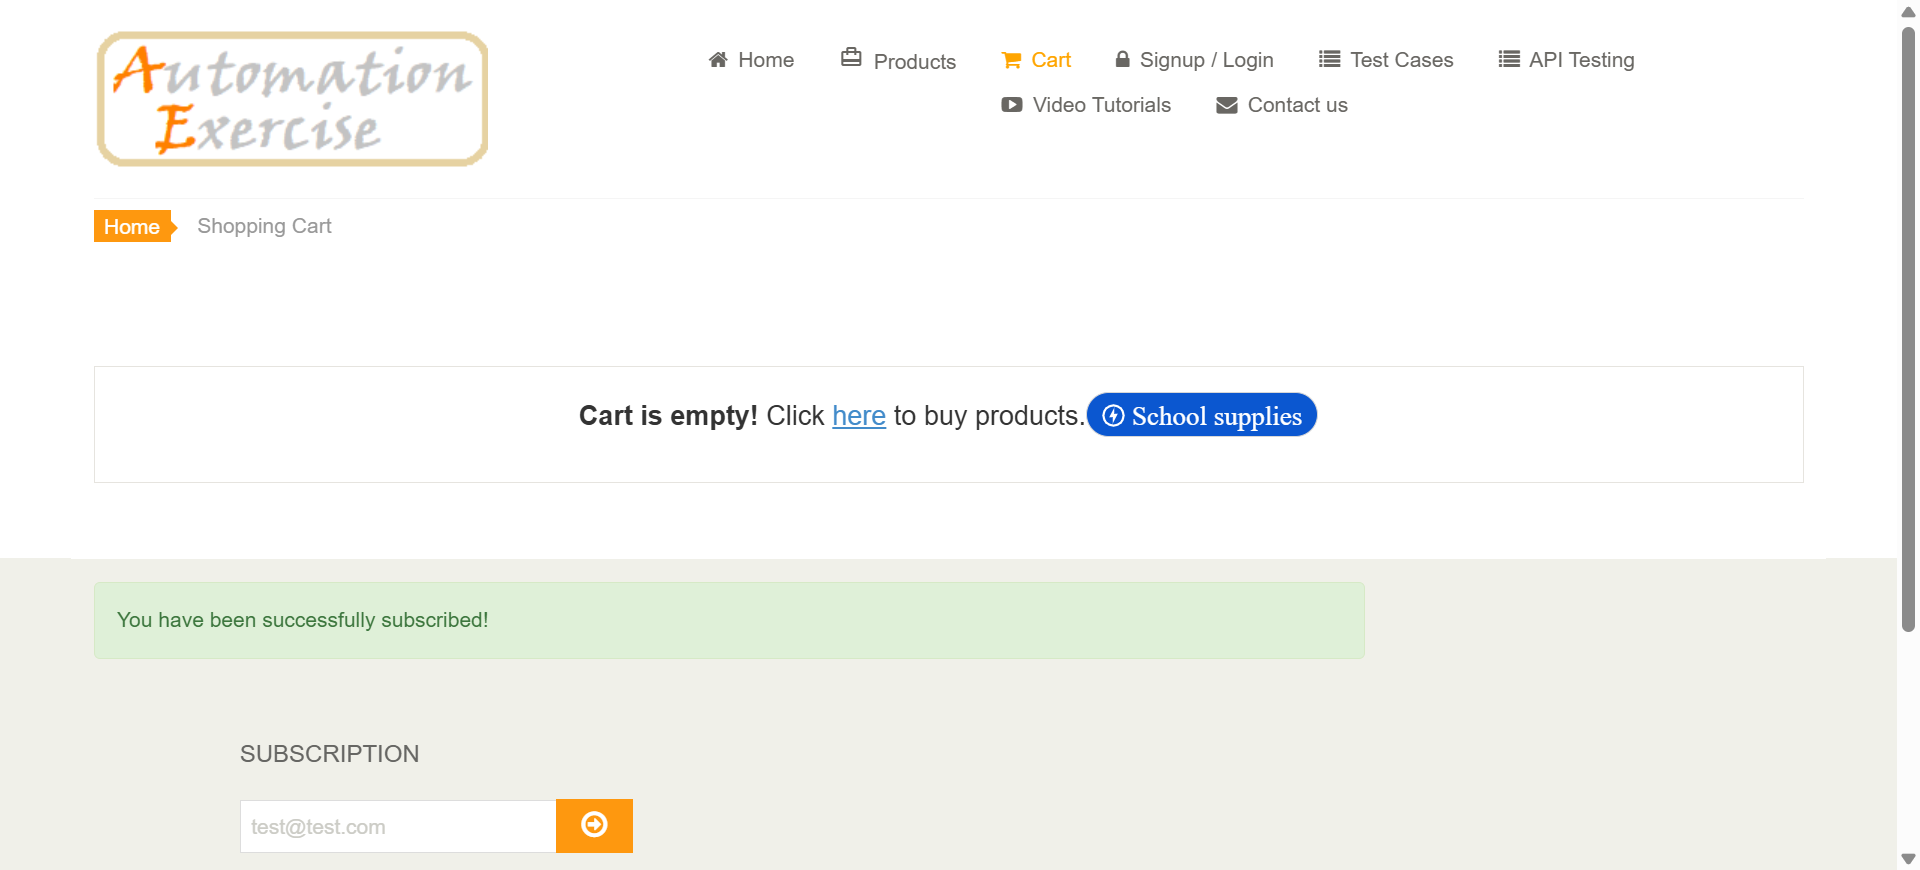 Automation
Exercise
Home Products Cart Signup / Login Test Cases API Testing
Video Tutorials Contact us
Home Shopping Cart
Cart is empty! Click here to buy products. School supplies
You have been successfully subscribed!
SUBSCRIPTION
test@test.com